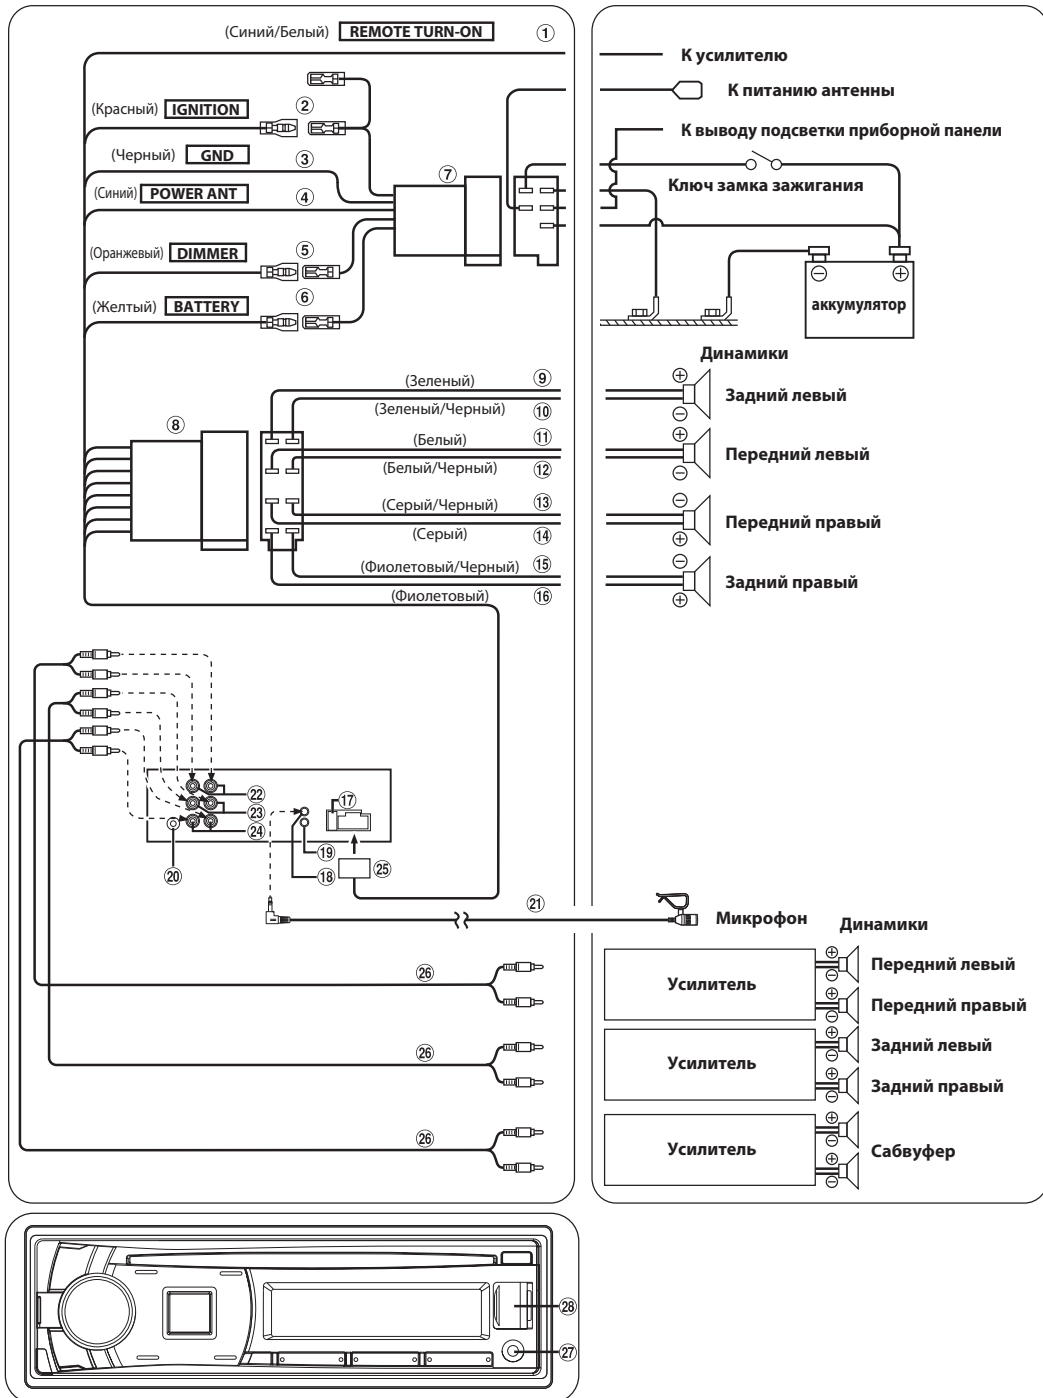 (Синий/Белый) REMOTE TURN-ON ①
К усилителю
К питанию антенны
(Красный) IGNITION ②
К выводу подсветки приборной панели
(Черный) GND ③
⑦
Ключ замка зажигания
(Синий) POWER ANT ④
(Оранжевый) DIMMER ⑤
(Желтый) BATTERY ⑥
⊖ ⊕
аккумулятор
Динамики
(Зеленый) ⑨
⊕
Задний левый
(Зеленый/Черный) ⑩
⊖
⑧
(Белый) ⑪
⊕
Передний левый
(Белый/Черный) ⑫
⊖
(Серый/Черный) ⑬
⊖
Передний правый
(Серый) ⑭
⊕
(Фиолетовый/Черный) ⑮
⊖
Задний правый
(Фиолетовый) ⑯
⊕
㉒ ⑰
㉓
㉔
⑲
⑳ ⑱ ㉕
㉑
Микрофон
Динамики
㉖
Усилитель
⊕
⊖
Передний левый
⊕
⊖
Передний правый
㉖
Усилитель
⊕
⊖
Задний левый
⊕
⊖
Задний правый
㉖
Усилитель
⊕
⊖
Сабвуфер
⊕
⊖
㉘
㉗